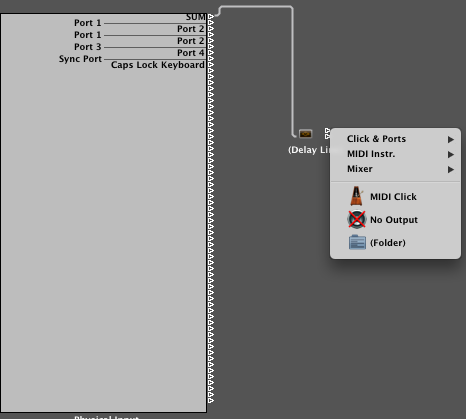 SUM
Port 1
Port 2
Port 1
Port 2
Port 3
Port 4
Sync Port
Caps Lock Keyboard
(Delay Lin
Click & Ports
MIDI Instr.
Mixer
MIDI Click
No Output
(Folder)
Physical Input